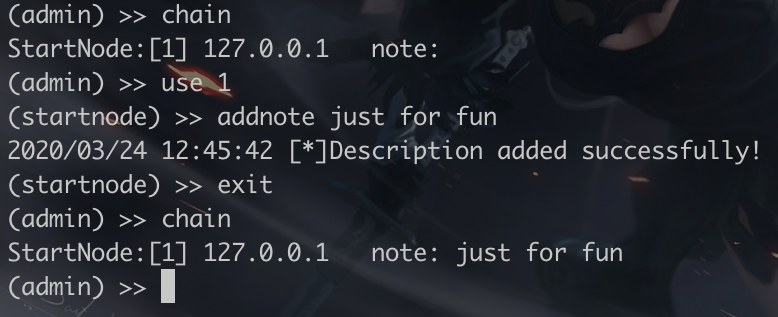 (admin) >> chain
StartNode:[1] 127.0.0.1   note:
(admin) >> use 1
(startnode) >> addnote just for fun
2020/03/24 12:45:42 [*]Description added successfully!
(startnode) >> exit
(admin) >> chain
StartNode:[1] 127.0.0.1   note: just for fun
(admin) >>